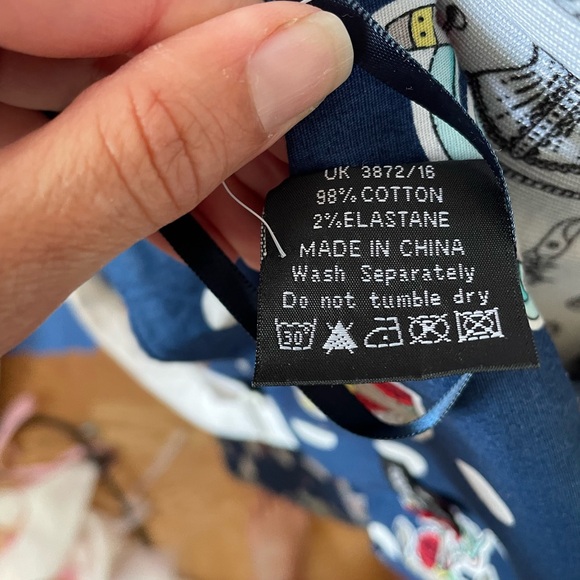 UK 3872/16
98% COTTON
2% ELASTANE
MADE IN CHINA
Wash Separately
Do not tumble dry
30°